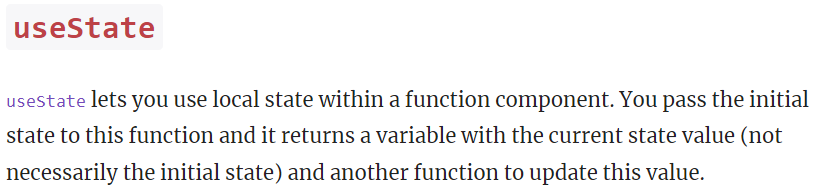 useState
useState lets you use local state within a function component. You pass the initial
state to this function and it returns a variable with the current state value (not
necessarily the initial state) and another function to update this value.